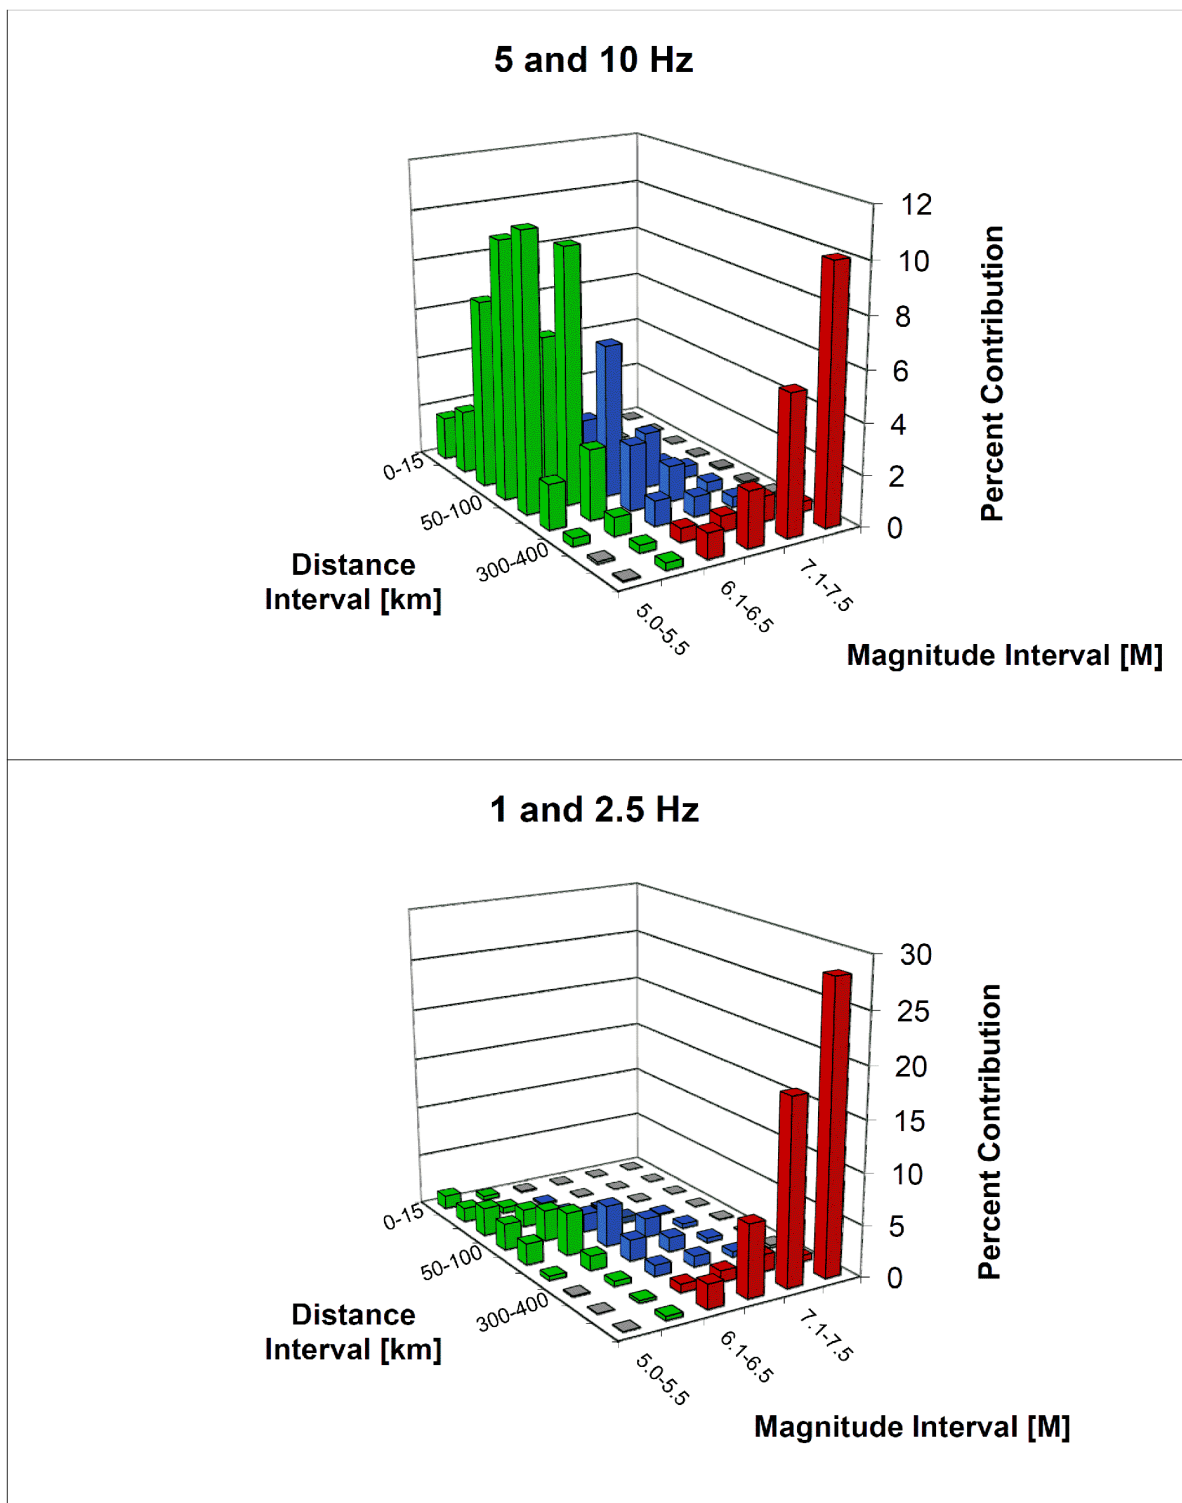 5 and 10 Hz
12
10
8
6
4
2
0
Percent Contribution
0-15
50-100
300-400
Distance
Interval [km]
5.0-5.5
6.1-6.5
7.1-7.5
Magnitude Interval [M]
1 and 2.5 Hz
30
25
20
15
10
5
0
Percent Contribution
0-15
50-100
300-400
Distance
Interval [km]
5.0-5.5
6.1-6.5
7.1-7.5
Magnitude Interval [M]